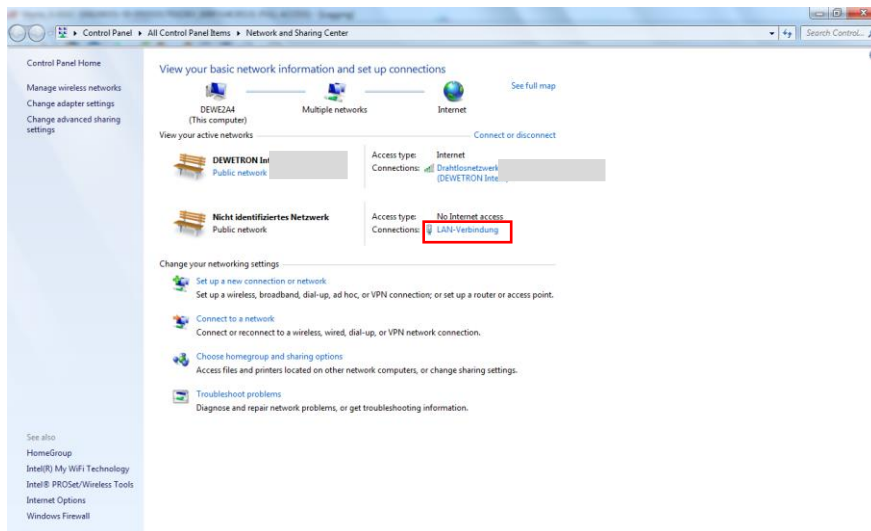 Control Panel ▸ All Control Panel Items ▸ Network and Sharing Center
Search Control...
Control Panel Home
Manage wireless networks
Change adapter settings
Change advanced sharing
settings
See also
HomeGroup
Intel(R) My WiFi Technology
Intel® PROSet/Wireless Tools
Internet Options
Windows Firewall
View your basic network information and set up connections
See full map
DEWE2A4
(This computer)
Multiple networks
Internet
View your active networks
Connect or disconnect
DEWETRON
Public network
Access type: Internet
Connections: Drahtlosnetzwerk
(DEWETRON
Nicht identifiziertes Netzwerk
Public network
Access type: No Internet access
Connections: LAN-Verbindung
Change your networking settings
Set up a new connection or network
Set up a wireless, broadband, dial-up, ad hoc, or VPN connection; or set up a router or access point.
Connect to a network
Connect or reconnect to a wireless, wired, dial-up, or VPN network connection.
Choose homegroup and sharing options
Access files and printers located on other network computers, or change sharing settings.
Troubleshoot problems
Diagnose and repair network problems, or get troubleshooting information.